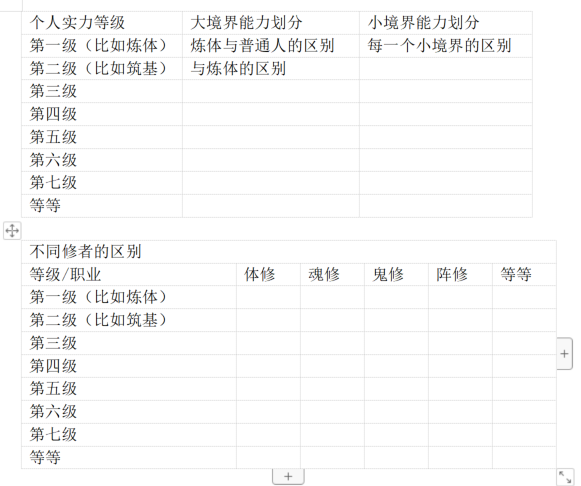 个人实力等级 大境界能力划分 小境界能力划分
第一级（比如炼体） 炼体与普通人的区别 每一个小境界的区别
第二级（比如筑基） 与炼体的区别
第三级
第四级
第五级
第六级
第七级
等等
不同修者的区别
等级/职业 体修 魂修 鬼修 阵修 等等
第一级（比如炼体）
第二级（比如筑基）
第三级
第四级
第五级
第六级
第七级
等等